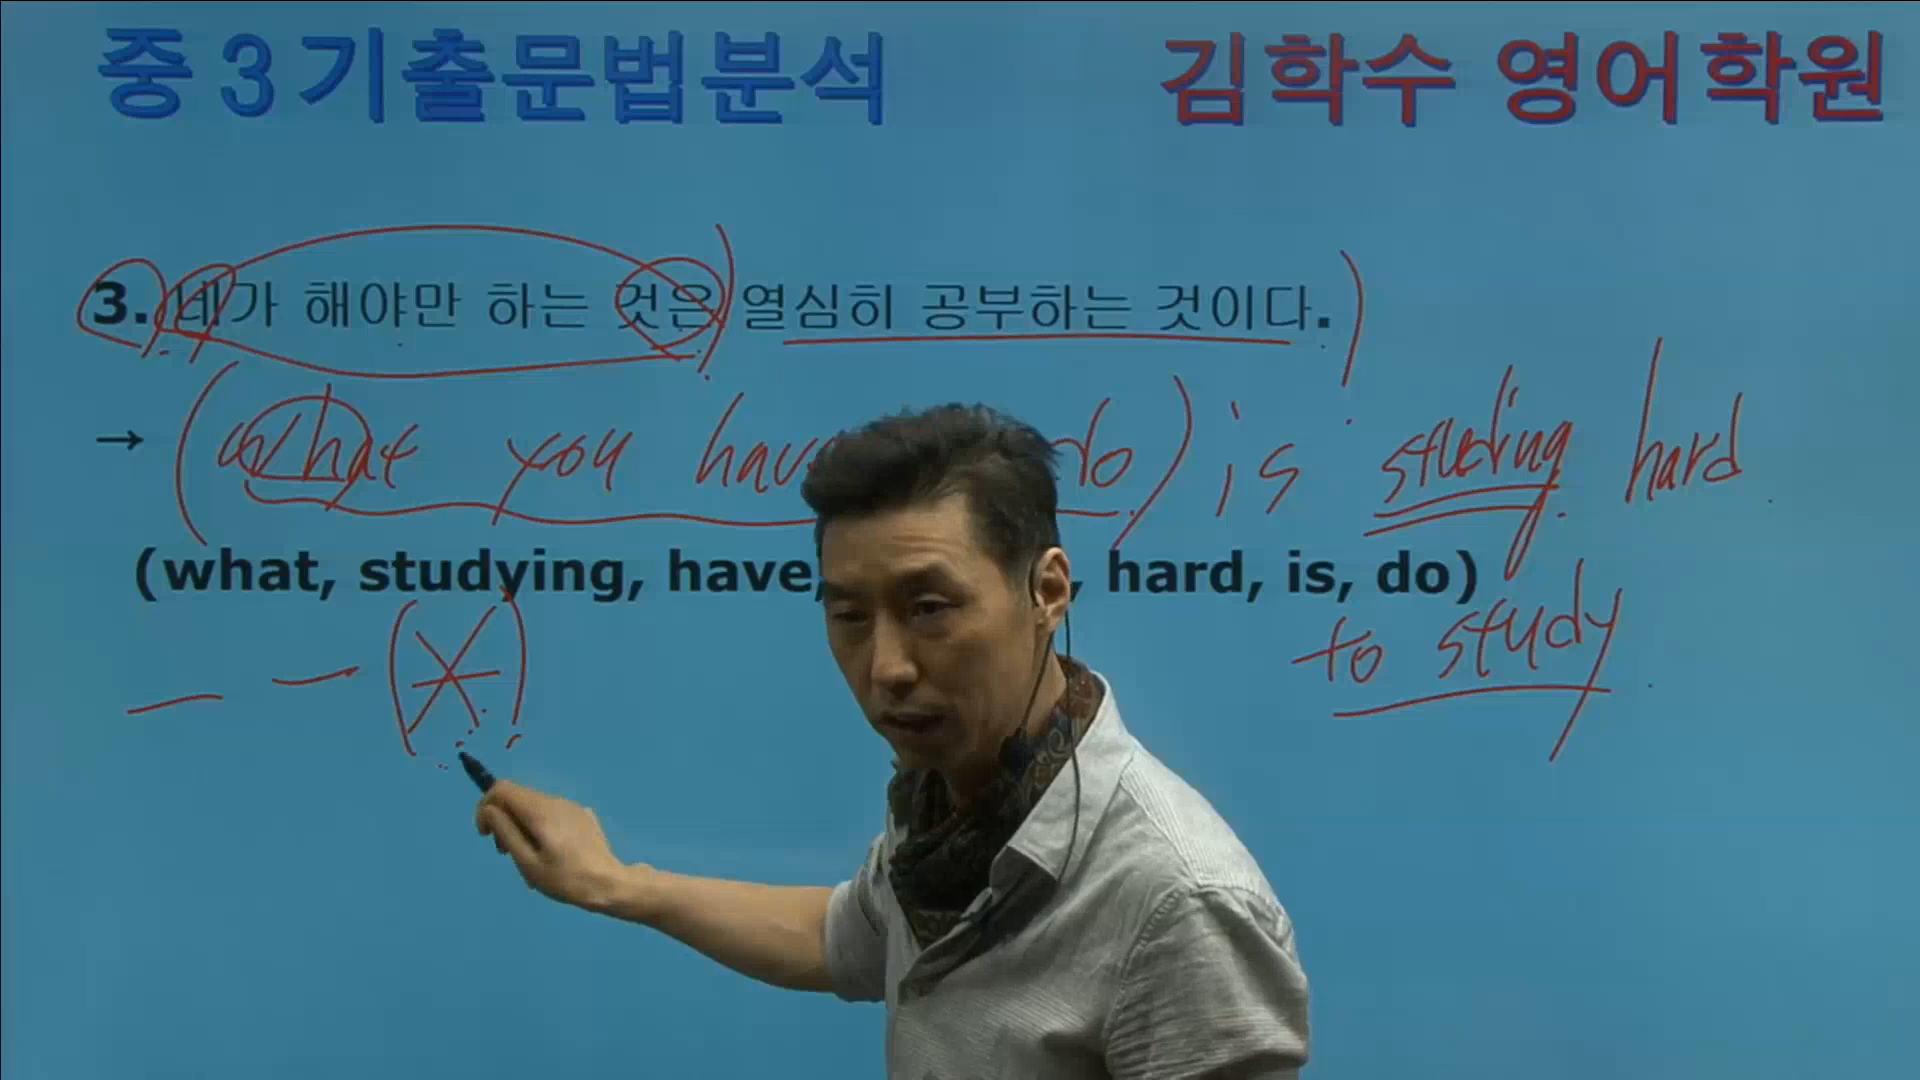 중3기출문법분석 김학수 영어학원
3. 네가 해야만 하는 것은 열심히 공부하는 것이다.
→ (what you hav do) is studying hard
(what, studying, have, , hard, is, do)
to study